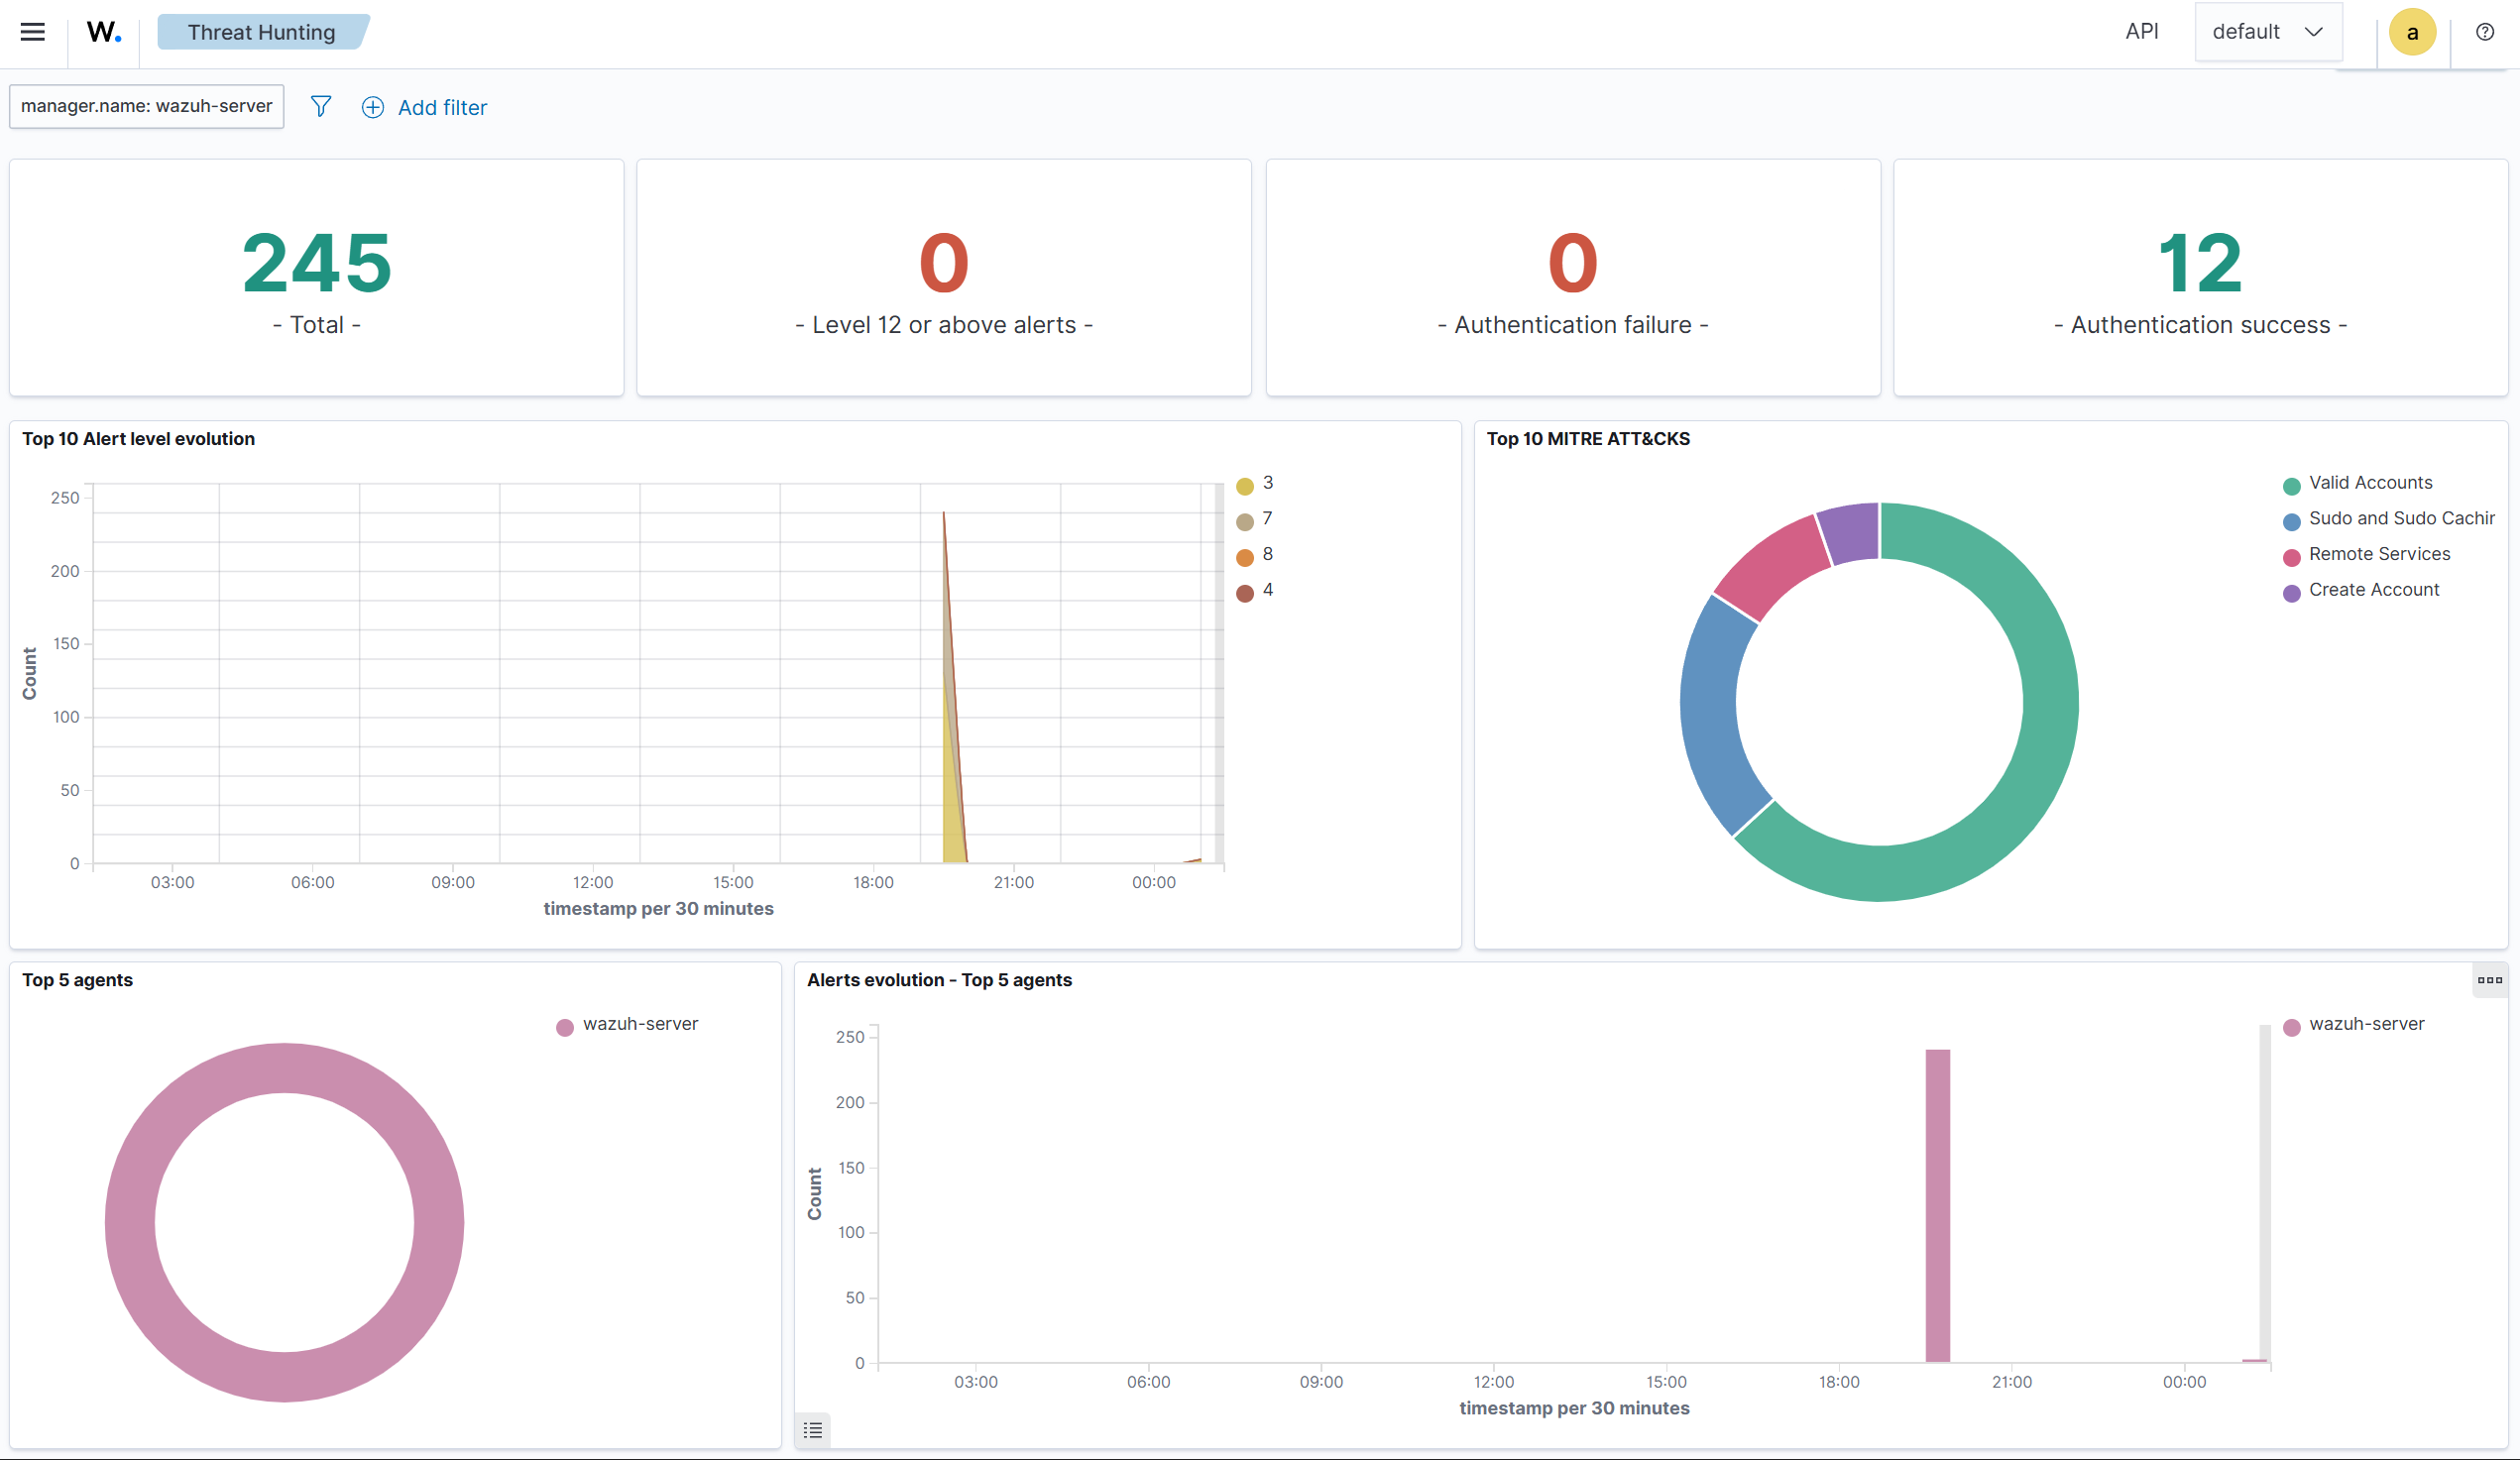 W. Threat Hunting API default a
manager.name: wazuh-server Add filter
245
- Total -
0
- Level 12 or above alerts -
0
- Authentication failure -
12
- Authentication success -
Top 10 Alert level evolution
250
200
150
100
50
0
Count
03:00 06:00 09:00 12:00 15:00 18:00 21:00 00:00
timestamp per 30 minutes
3
7
8
4
Top 10 MITRE ATT&CKS
Valid Accounts
Sudo and Sudo Cachir
Remote Services
Create Account
Top 5 agents
wazuh-server
Alerts evolution - Top 5 agents
250
200
150
100
50
0
Count
03:00 06:00 09:00 12:00 15:00 18:00 21:00 00:00
timestamp per 30 minutes
wazuh-server